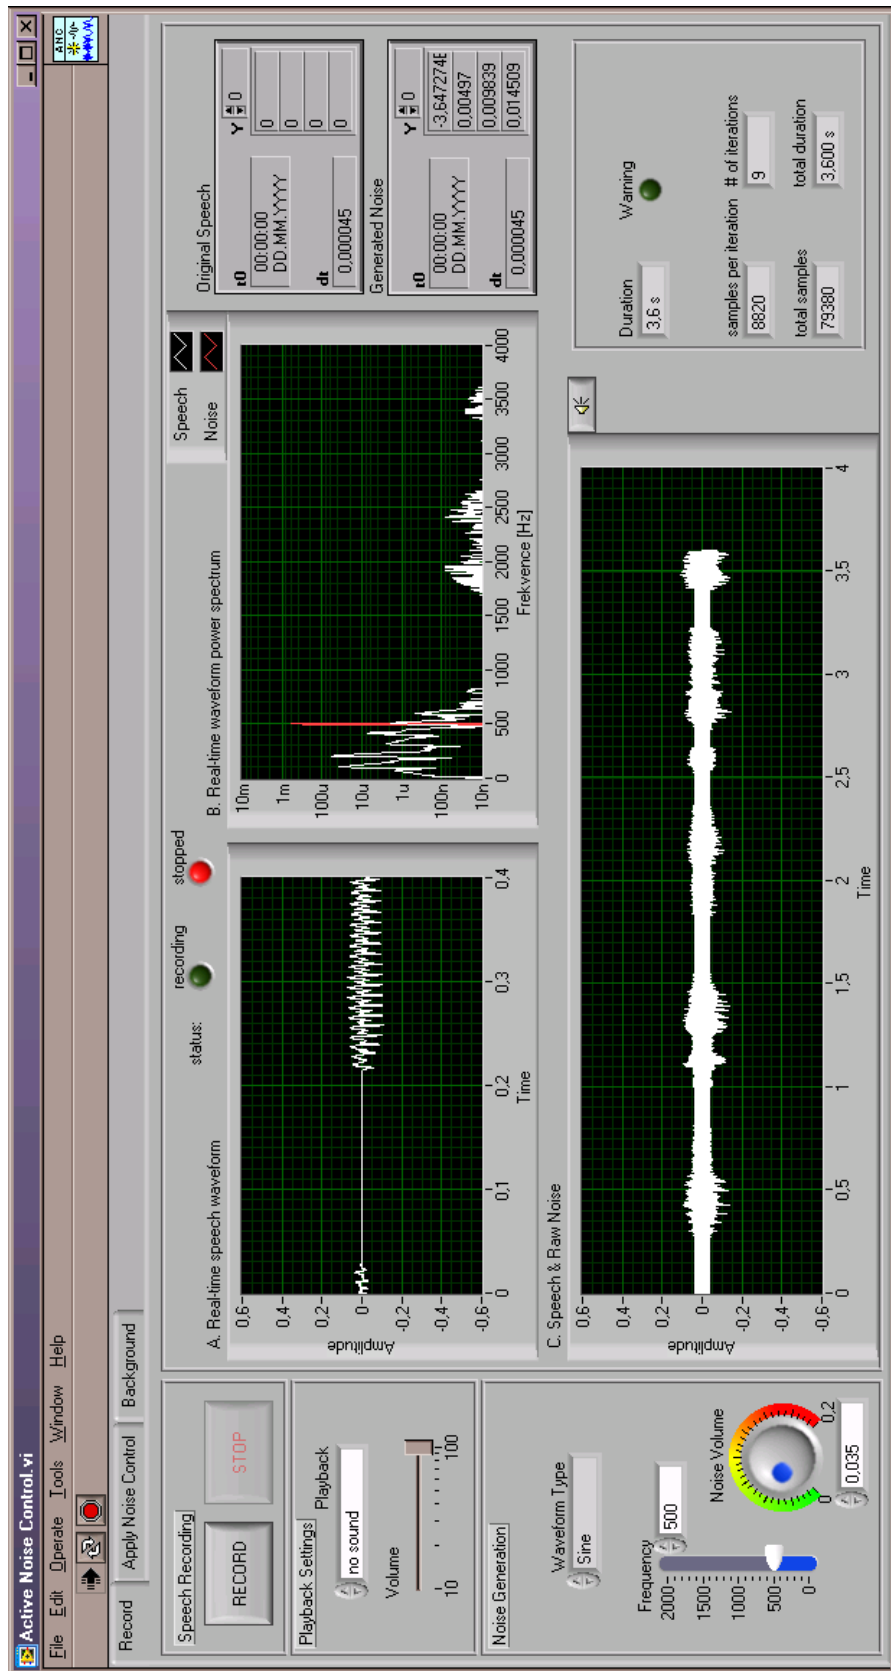 Active Noise Control.vi
File Edit Operate Tools Window Help
ANC
Record Apply Noise Control Background
Speech Recording
RECORD STOP
Playback Settings
Playback
no sound
Volume
10 100
Noise Generation
Waveform Type
Sine
Frequency
500
2000
1500
1000
500
0
Noise Volume
0 0,2
0,035
status: recording stopped
A. Real-time speech waveform
Amplitude
0,6
0,4
0,2
0
-0,2
-0,4
-0,6
0 0,1 0,2 0,3 0,4
Time
B. Real-time waveform power spectrum
Speech
Noise
10m
1m
100u
10u
1u
100n
10n
0 500 1000 1500 2000 2500 3000 3500 4000
Frekvence [Hz]
C. Speech & Raw Noise
Amplitude
0,6
0,4
0,2
0
-0,2
-0,4
-0,6
0 0,5 1 1,5 2 2,5 3 3,5 4
Time
Original Speech
t0
00:00:00
DD.MM.YYYY
dt
0,000045
Y 0
0
0
0
0
Generated Noise
t0
00:00:00
DD.MM.YYYY
dt
0,000045
Y 0
-3,647274E
0,00497
0,009839
0,014509
Duration
3,6 s
Warning
samples per iteration # of iterations
8820 9
total samples total duration
79380 3,600 s